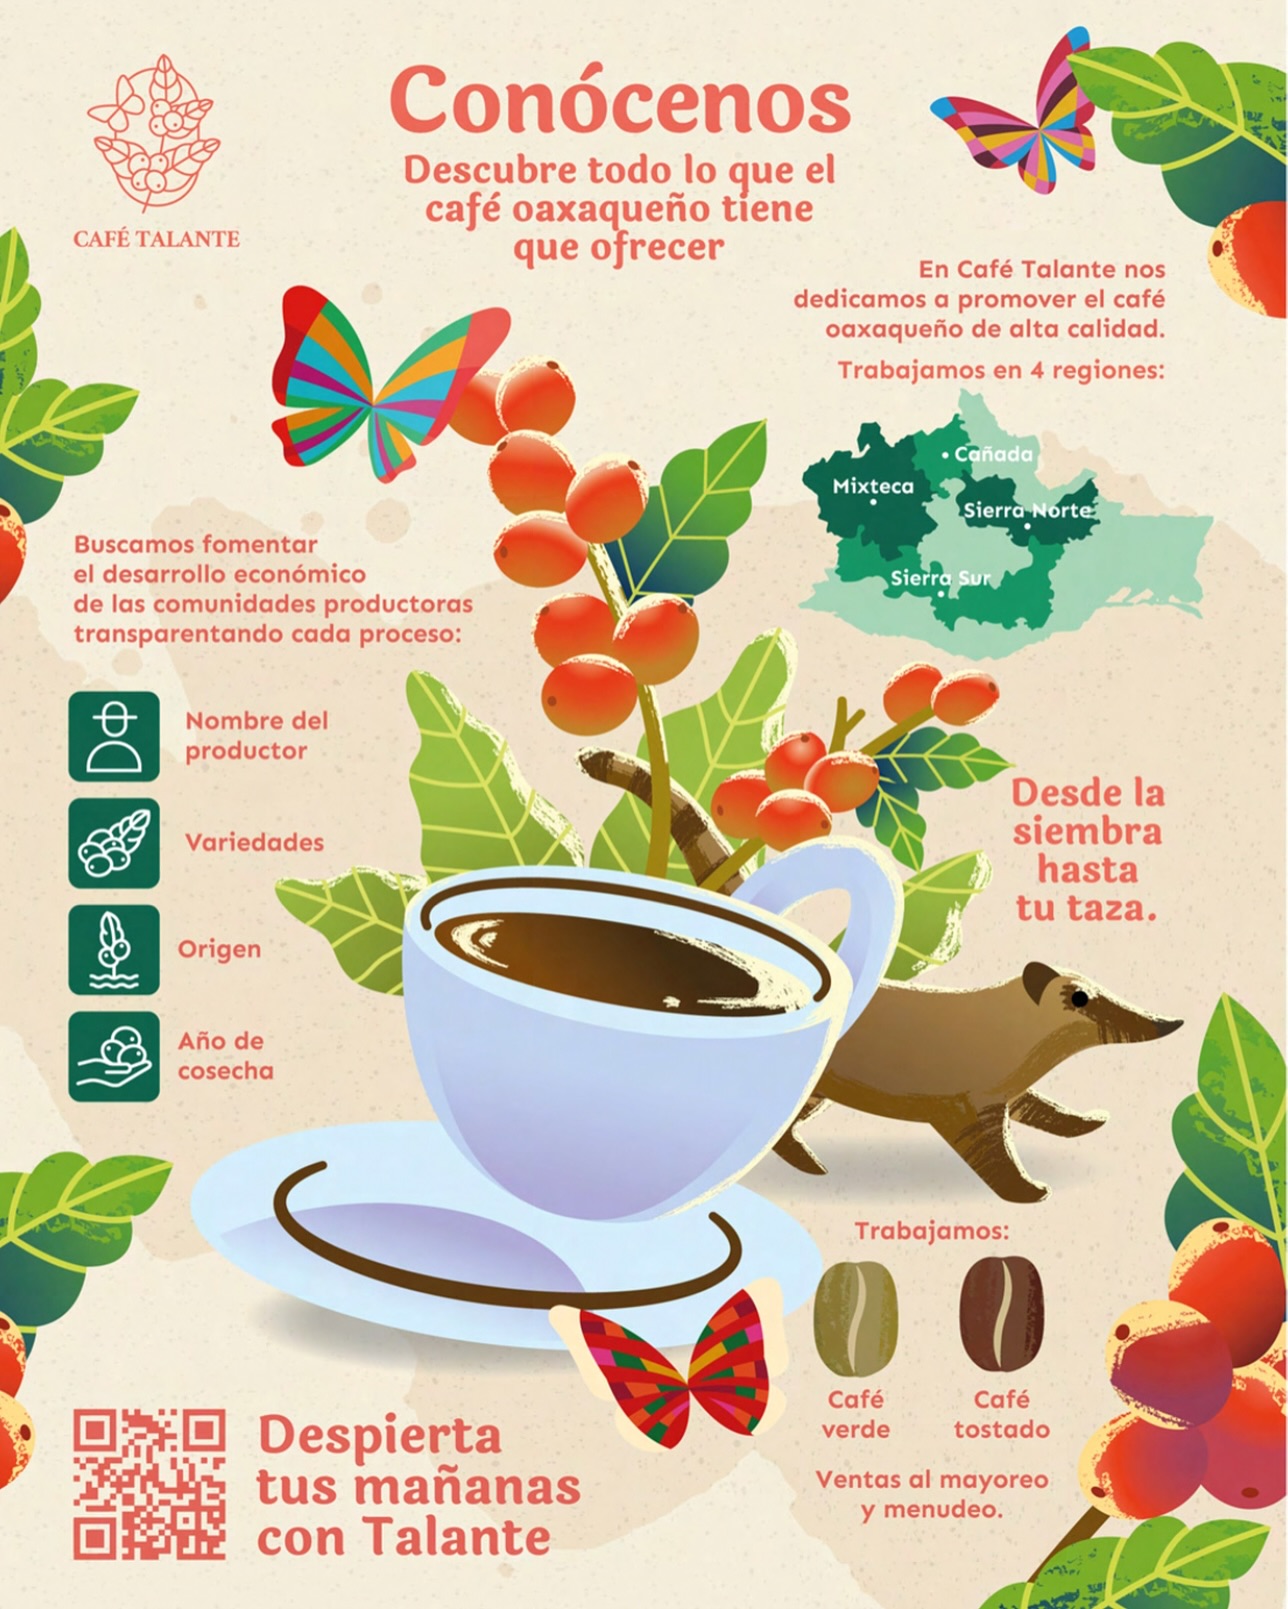 CAFÉ TALANTE
Conócenos
Descubre todo lo que el
café oaxaqueño tiene
que ofrecer
En Café Talante nos
dedicamos a promover el café
oaxaqueño de alta calidad.
Trabajamos en 4 regiones:
Cañada
Mixteca
Sierra Norte
Sierra Sur
Buscamos fomentar
el desarrollo económico
de las comunidades productoras
transparentando cada proceso:
Nombre del
productor
Variedades
Origen
Año de
cosecha
Desde la
siembra
hasta
tu taza.
Trabajamos:
Café
verde
Café
tostado
Ventas al mayoreo
y menudeo.
Despierta
tus mañanas
con Talante